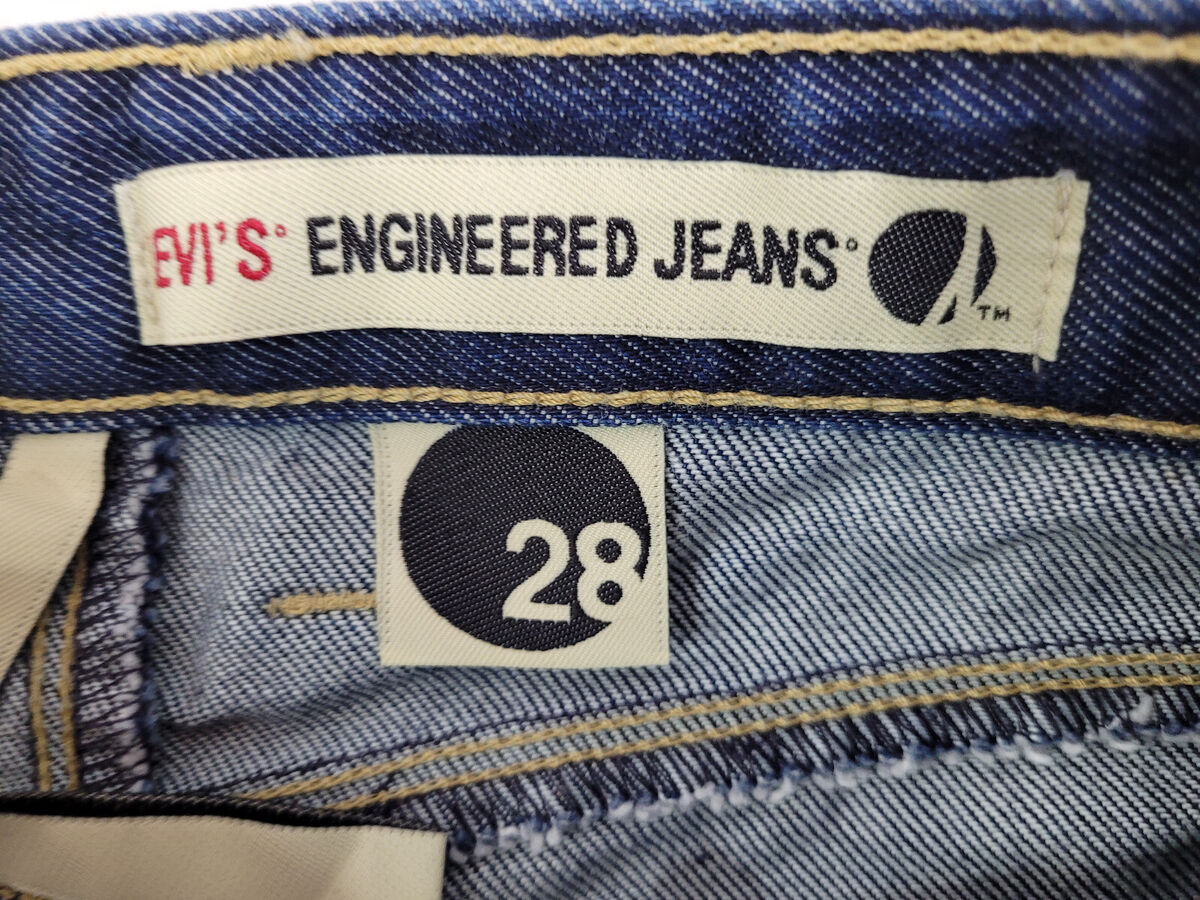 EVI'S® ENGINEERED JEANS® ™
28